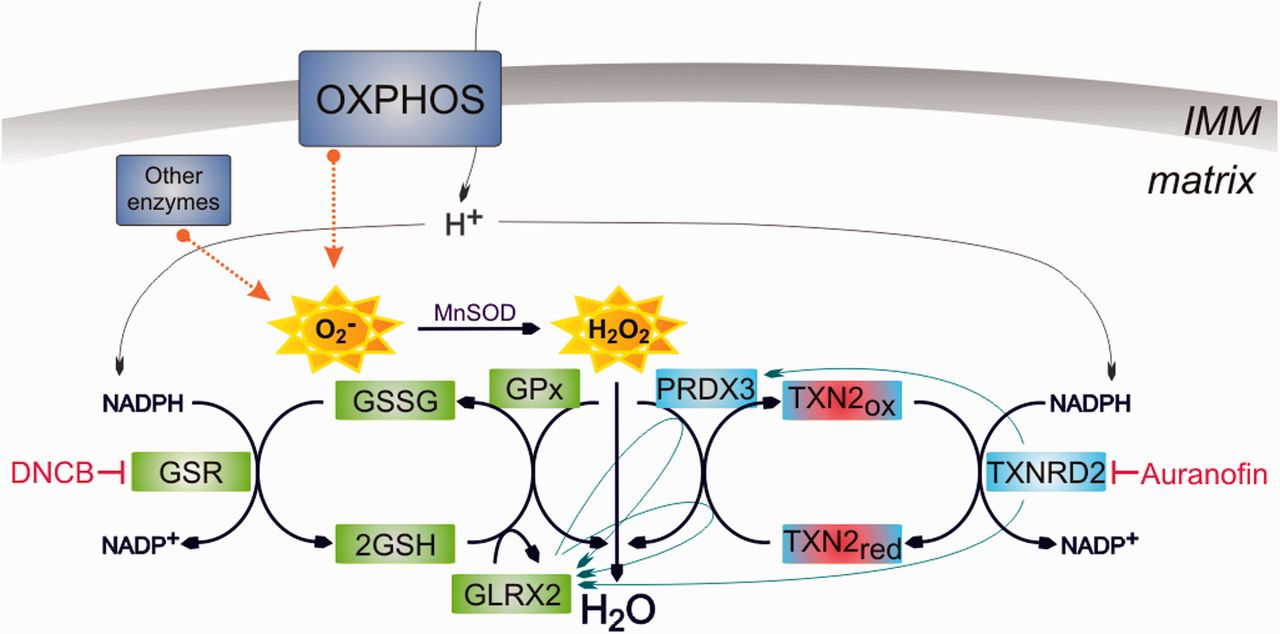 OXPHOS
IMM
matrix
Other
enzymes
H+
O2-
MnSOD
H2O2
NADPH
GSSG
GPx
PRDX3
TXN2ox
NADPH
DNCB
GSR
TXNRD2
Auranofin
NADP+
2GSH
TXN2red
NADP+
GLRX2
H2O